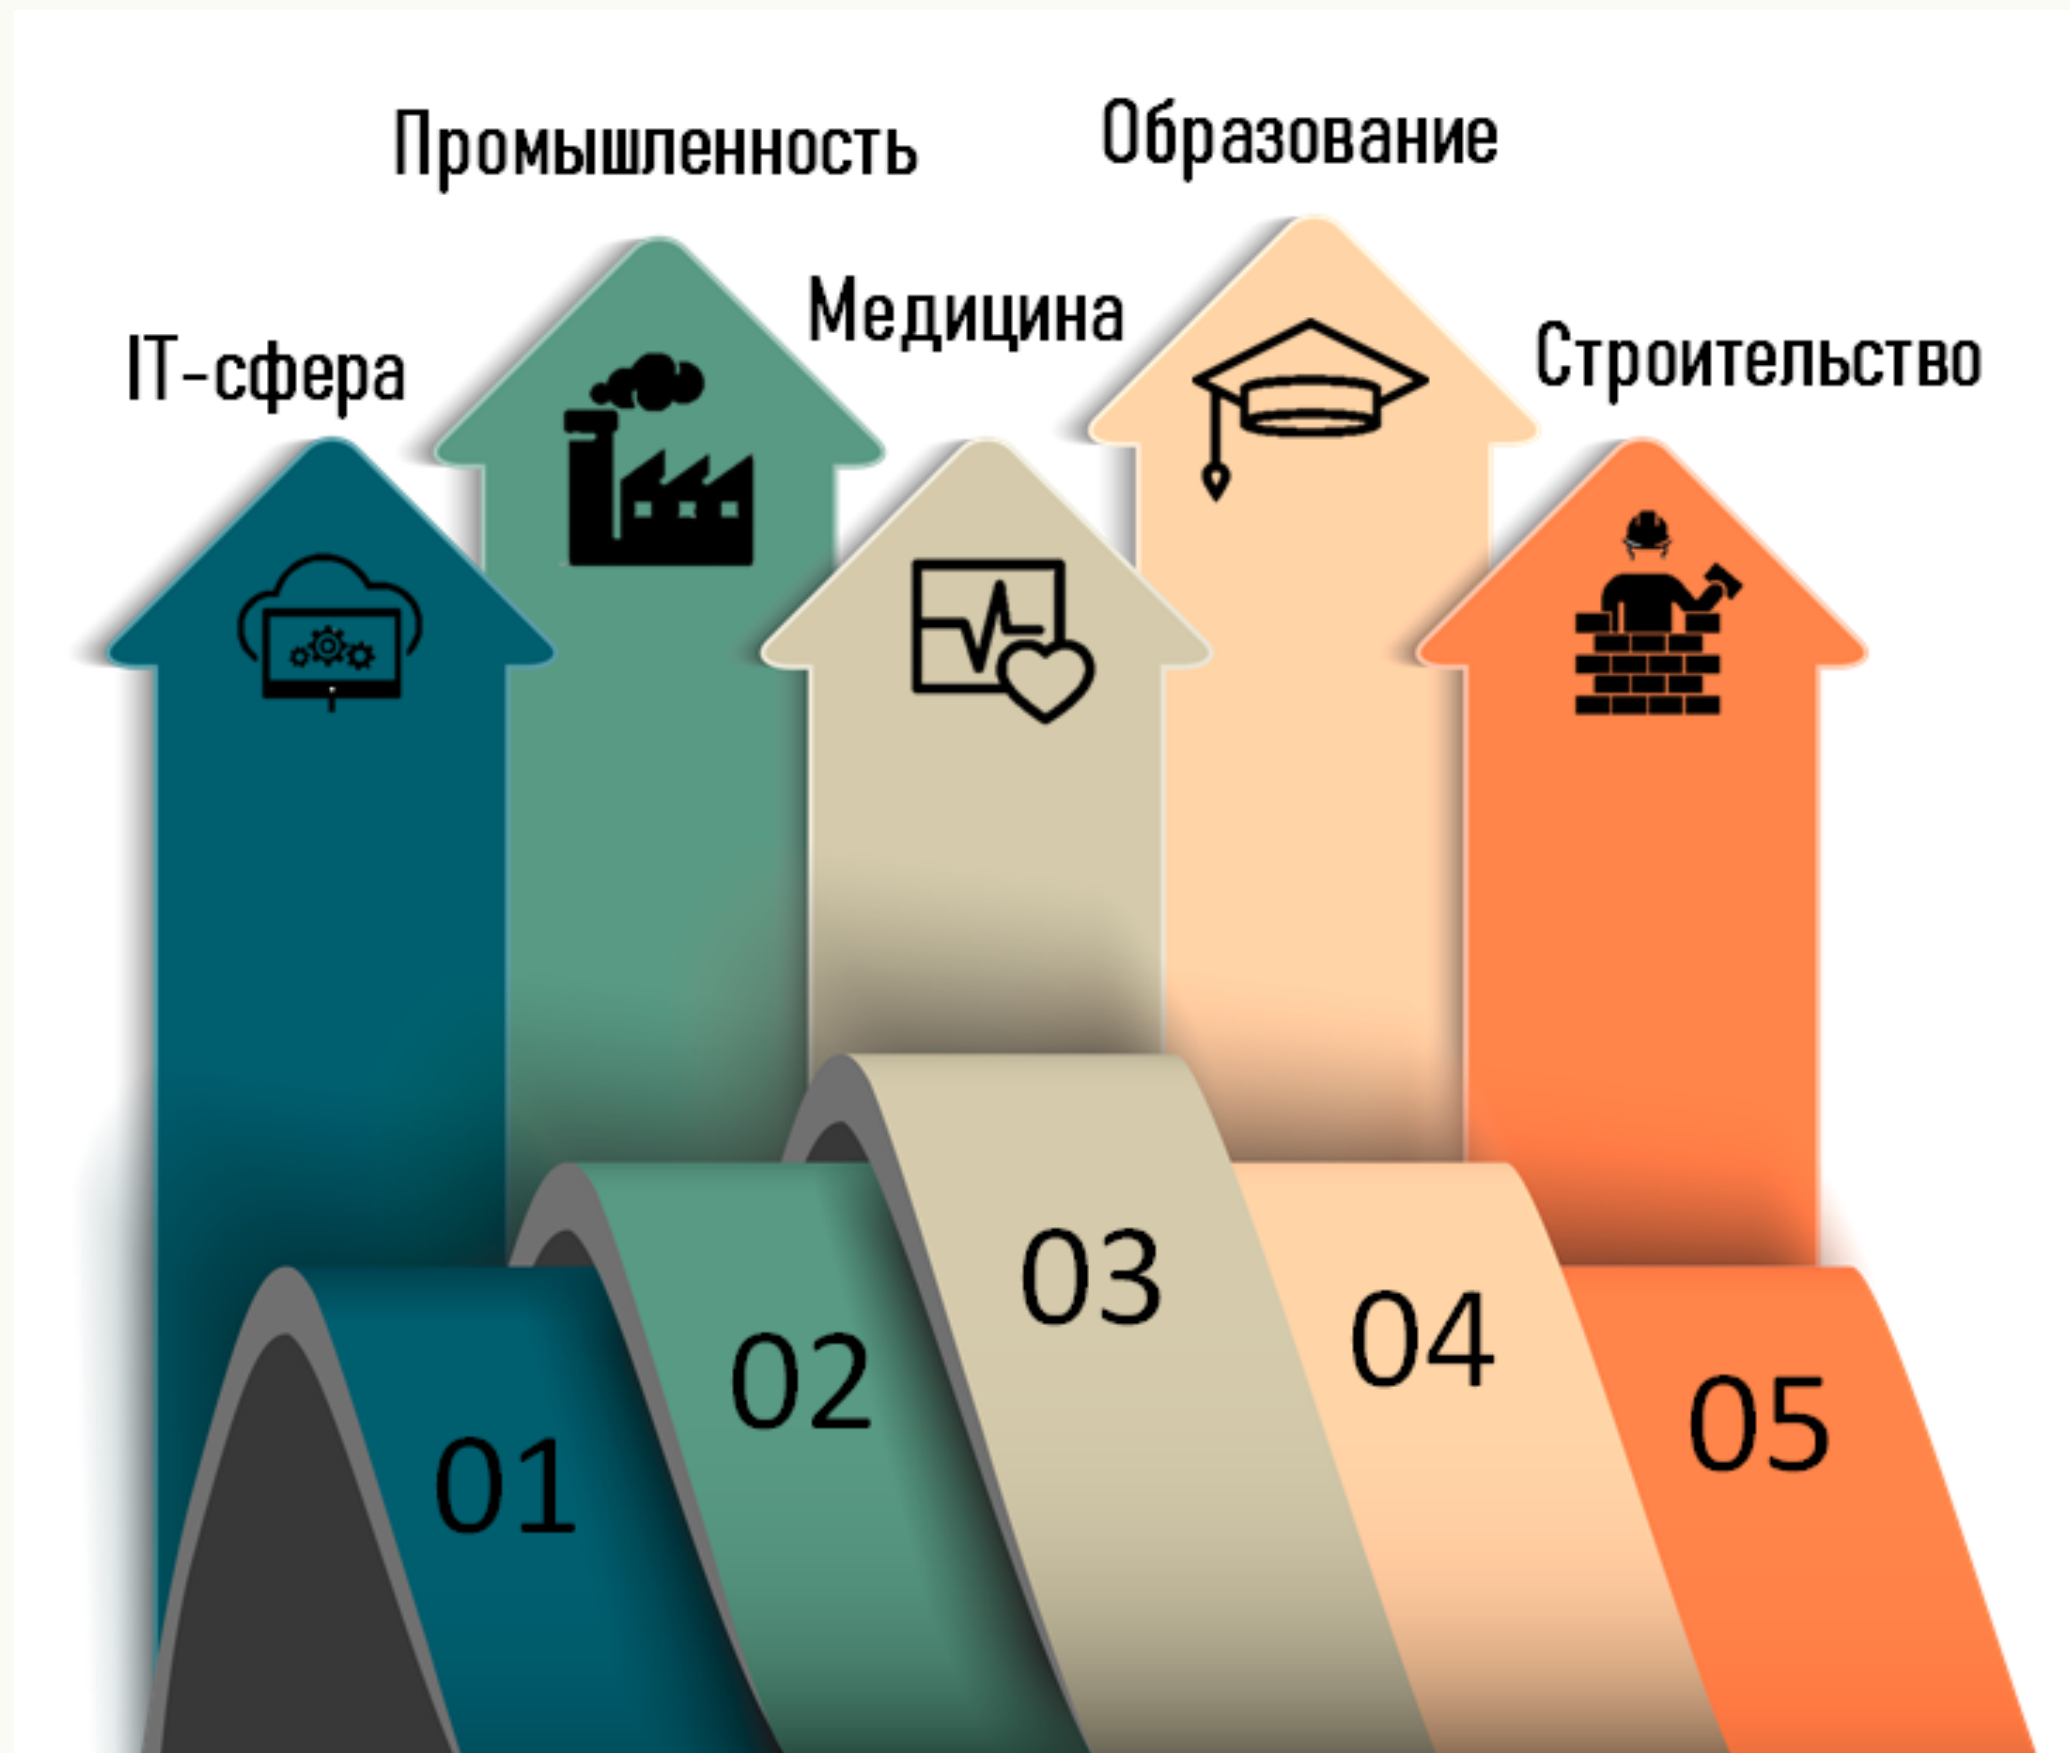 Промышленность
Образование
Медицина
IT-сфера
Строительство
03
04
02
05
01